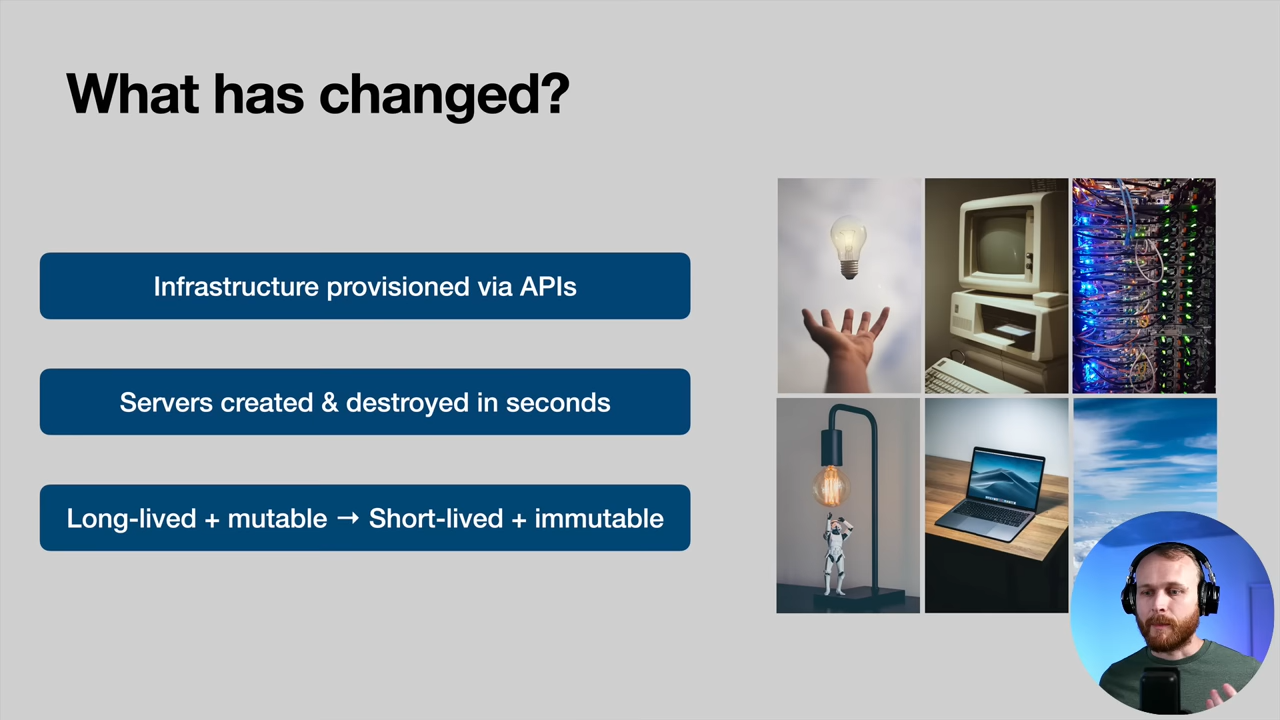 What has changed?
Infrastructure provisioned via APIs
Servers created & destroyed in seconds
Long-lived + mutable → Short-lived + immutable